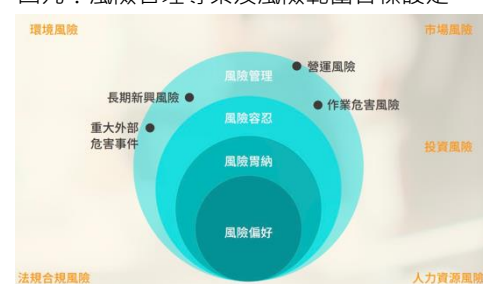 環境風險
市場風險
風險管理
營運風險
長期新興風險
作業危害風險
風險容忍
重大外部
危害事件
投資風險
風險胃納
風險偏好
法規合規風險
人力資源風險